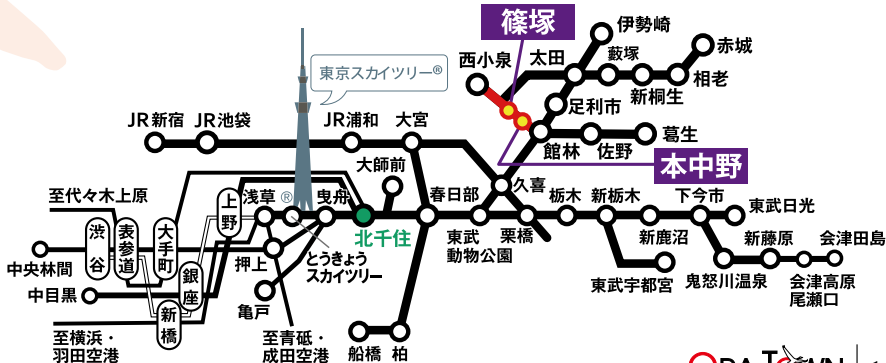 篠塚
伊勢崎
西小泉
太田
藪塚
赤城
東京スカイツリー®
新桐生
相老
足利市
JR新宿
JR池袋
JR浦和
大宮
館林
佐野
葛生
本中野
大師前
至代々木上原
上野
浅草
®
曳舟
春日部
久喜
栃木
新栃木
下今市
東武日光
渋谷
表参道
大手町
北千住
東武
動物公園
栗橋
新鹿沼
新藤原
会津田島
中央林間
押上
とうきょう
スカイツリー
銀座
中目黒
亀戸
東武宇都宮
鬼怒川温泉
会津高原
尾瀬口
新橋
至横浜・
羽田空港
至青砥・
成田空港
船橋
柏